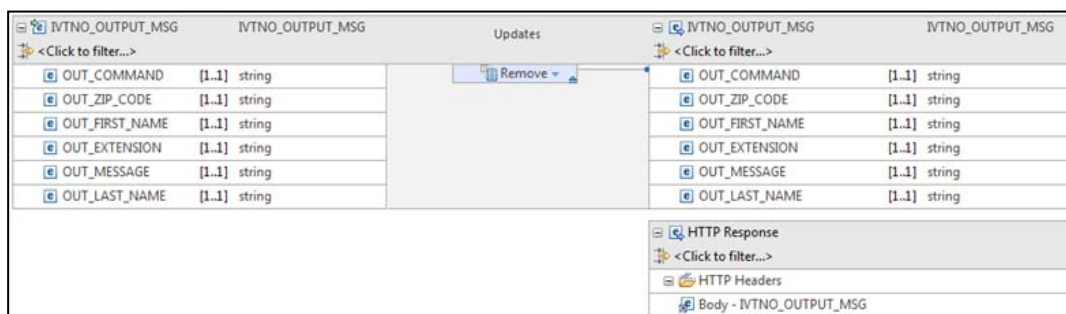 IVTNO_OUTPUT_MSG IVTNO_OUTPUT_MSG Updates IVTNO_OUTPUT_MSG IVTNO_OUTPUT_MSG
<Click to filter...> <Click to filter...>
OUT_COMMAND [1..1] string Remove OUT_COMMAND [1..1] string
OUT_ZIP_CODE [1..1] string OUT_ZIP_CODE [1..1] string
OUT_FIRST_NAME [1..1] string OUT_FIRST_NAME [1..1] string
OUT_EXTENSION [1..1] string OUT_EXTENSION [1..1] string
OUT_MESSAGE [1..1] string OUT_MESSAGE [1..1] string
OUT_LAST_NAME [1..1] string OUT_LAST_NAME [1..1] string
HTTP Response
<Click to filter...>
HTTP Headers
Body - IVTNO_OUTPUT_MSG